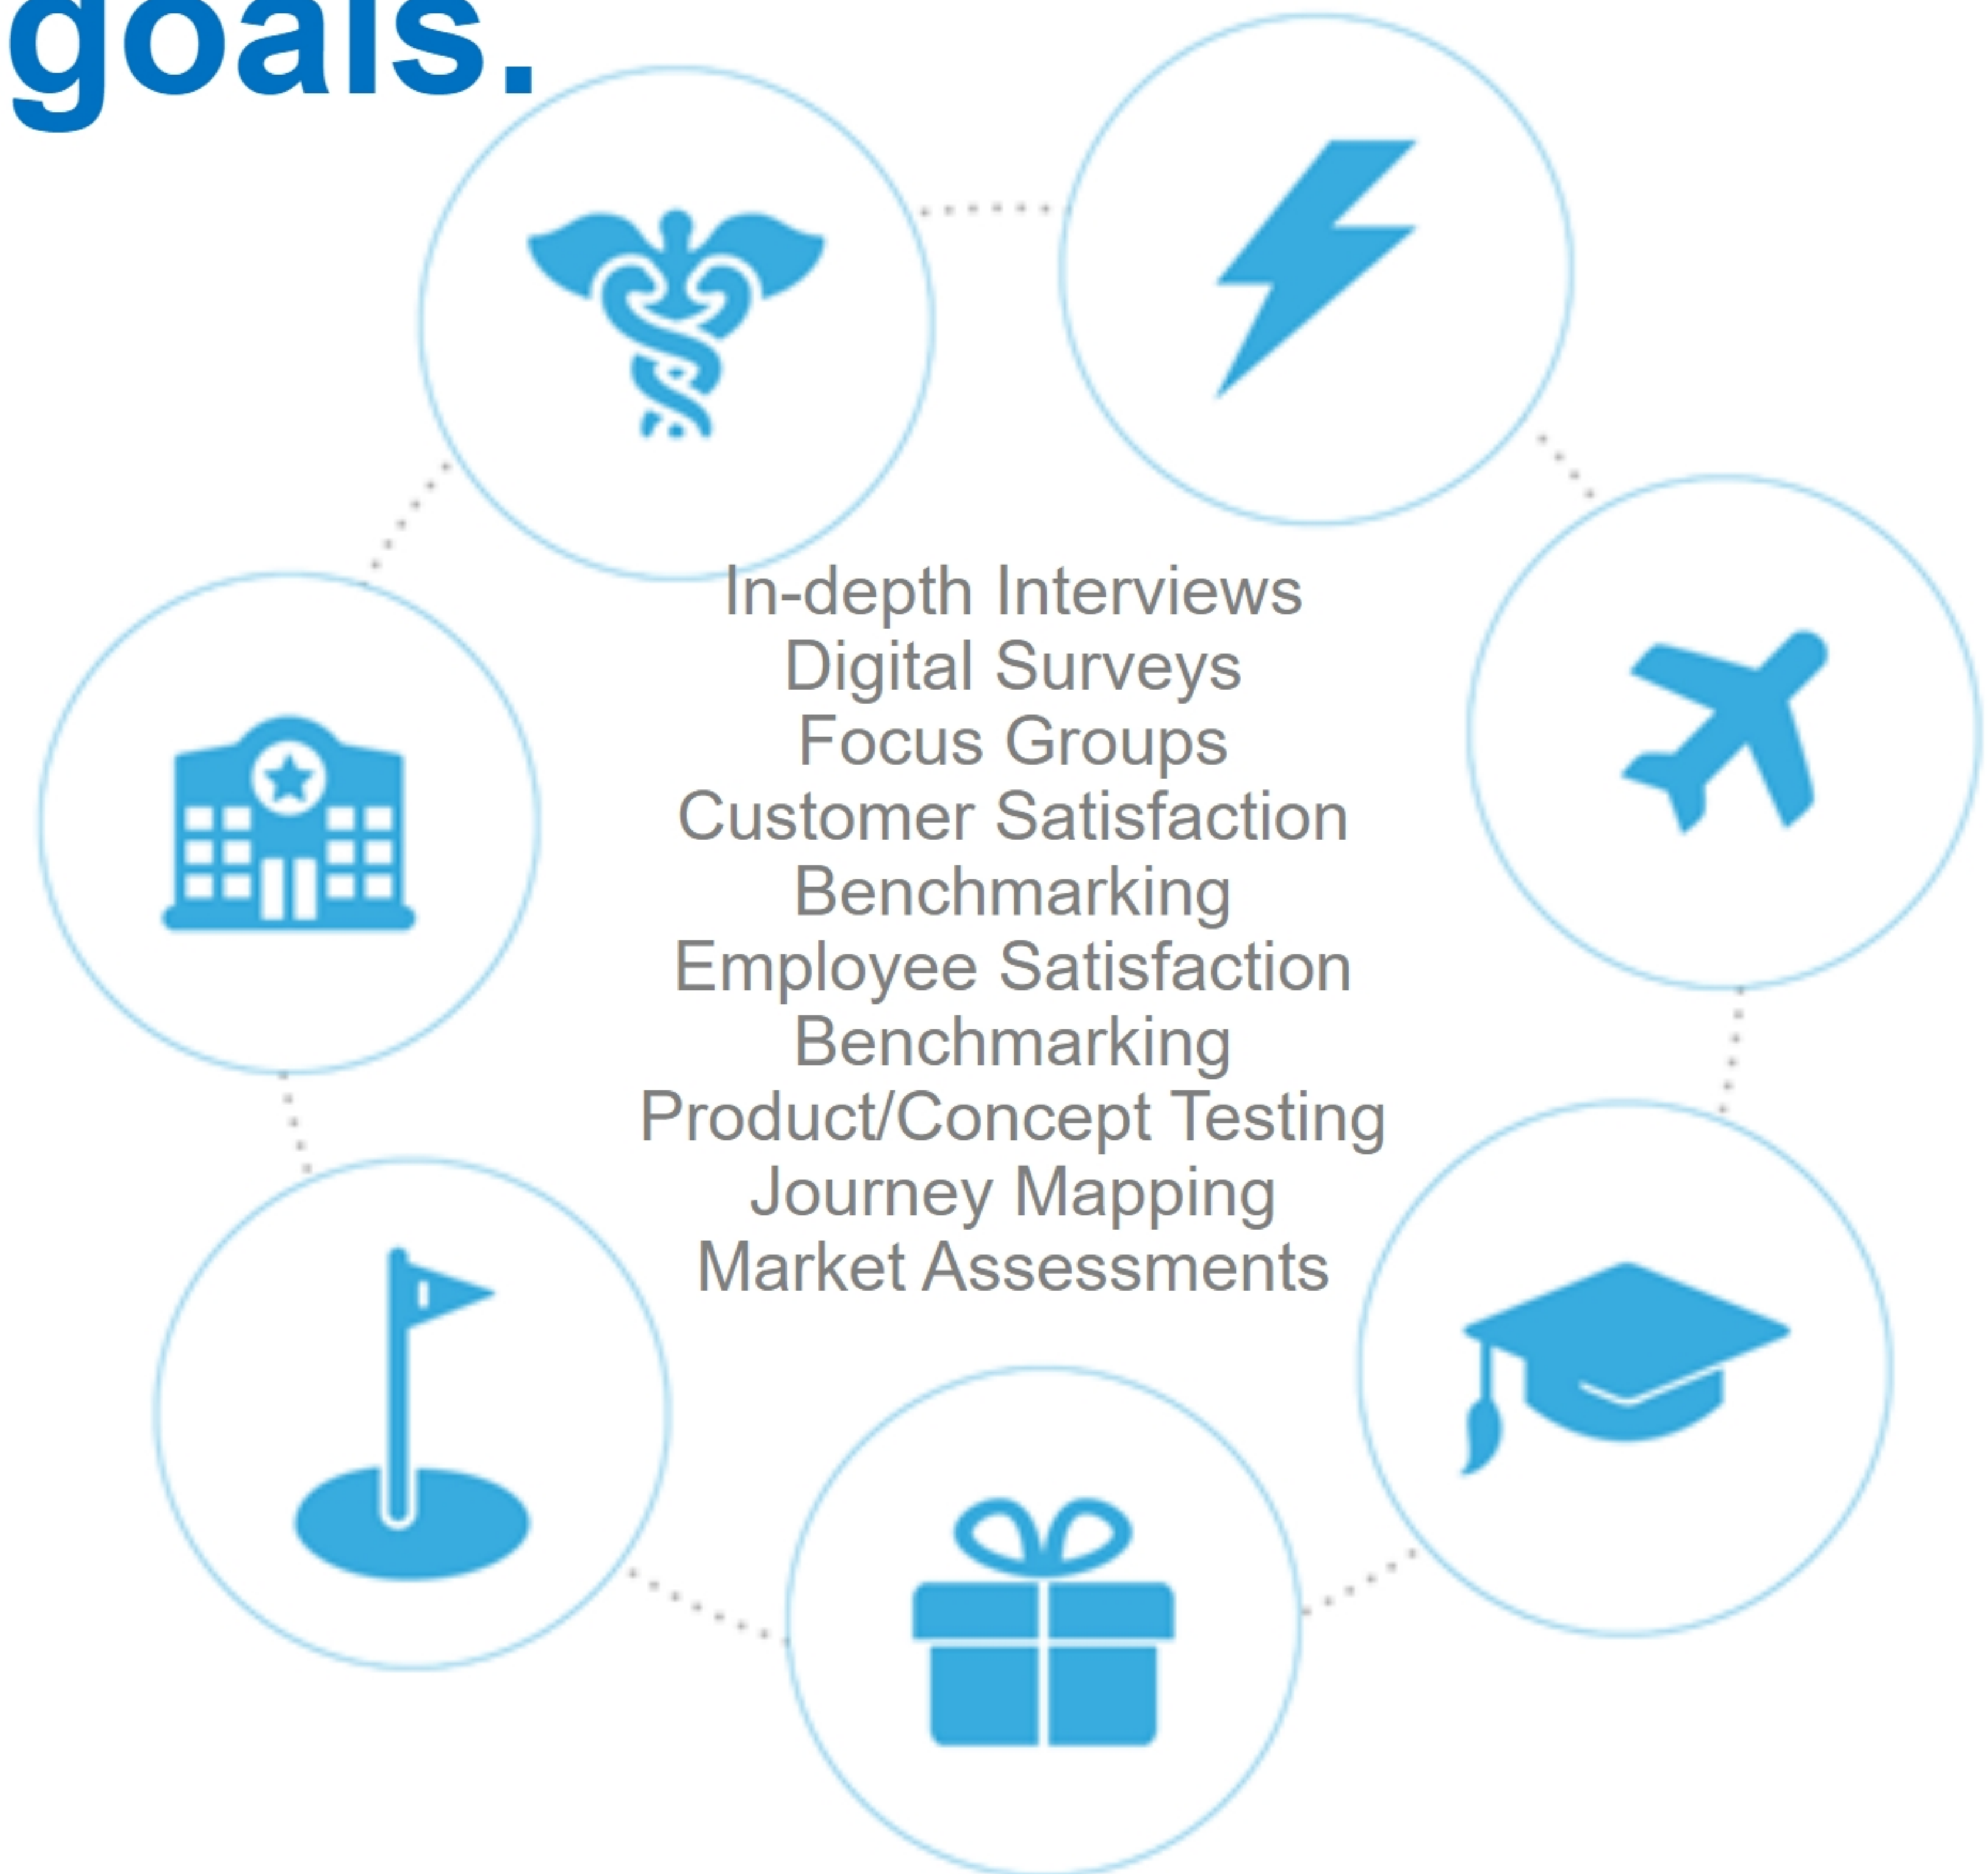 goals.
In-depth Interviews
Digital Surveys
Focus Groups
Customer Satisfaction
Benchmarking
Employee Satisfaction
Benchmarking
Product/Concept Testing
Journey Mapping
Market Assessments